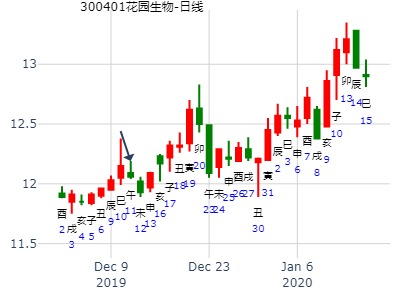 300401花园生物-日线
13
12.5
12
11.5
酉
2
戌
3
亥
4
子
5
丑
6
辰
9
巳
10
午
11
未
12
申
13
亥
16
子
17
丑
18
寅
19
卯
20
午
23
未
24
申
25
酉
26
戌
27
丑
30
寅
31
辰
2
巳
3
申
6
酉
7
戌
8
亥
9
子
10
卯
13
辰
14
巳
15
Dec 9
2019
Dec 23
Jan 6
2020